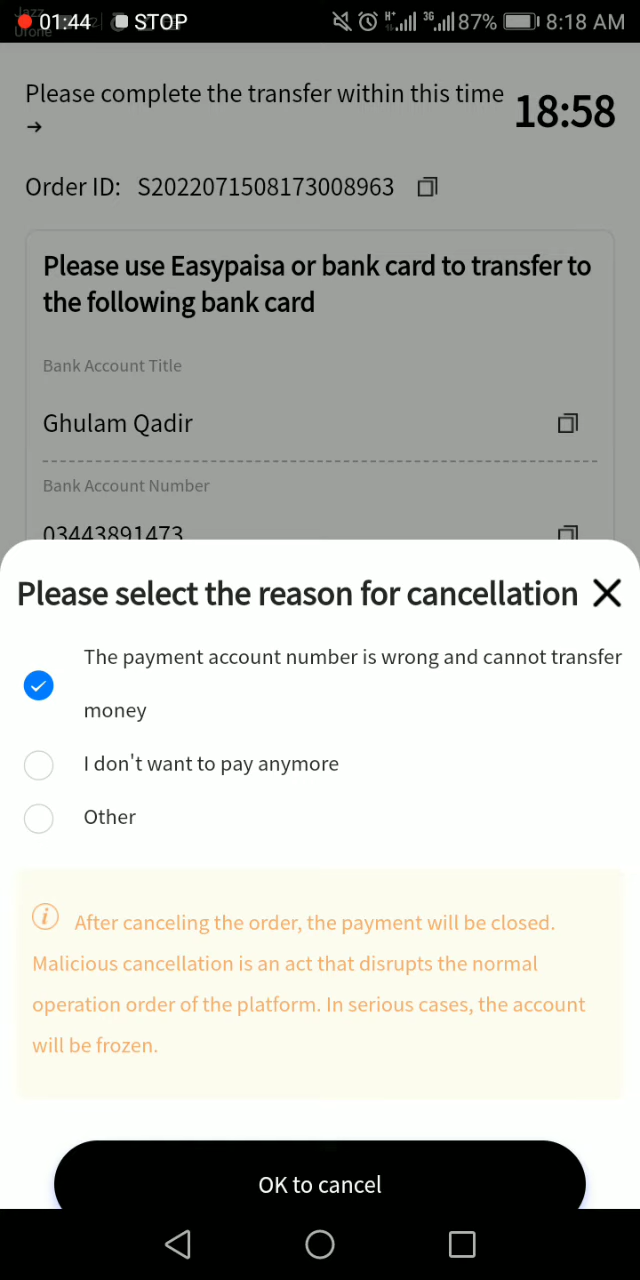 Jazz
Ufone
01:44
STOP
H+
3G
87%
8:18 AM
Please complete the transfer within this time
→
18:58
Order ID: S2022071508173008963
Please use Easypaisa or bank card to transfer to
the following bank card
Bank Account Title
Ghulam Qadir
Bank Account Number
03443891473
Please select the reason for cancellation
The payment account number is wrong and cannot transfer
money
I don't want to pay anymore
Other
After canceling the order, the payment will be closed.
Malicious cancellation is an act that disrupts the normal
operation order of the platform. In serious cases, the account
will be frozen.
OK to cancel